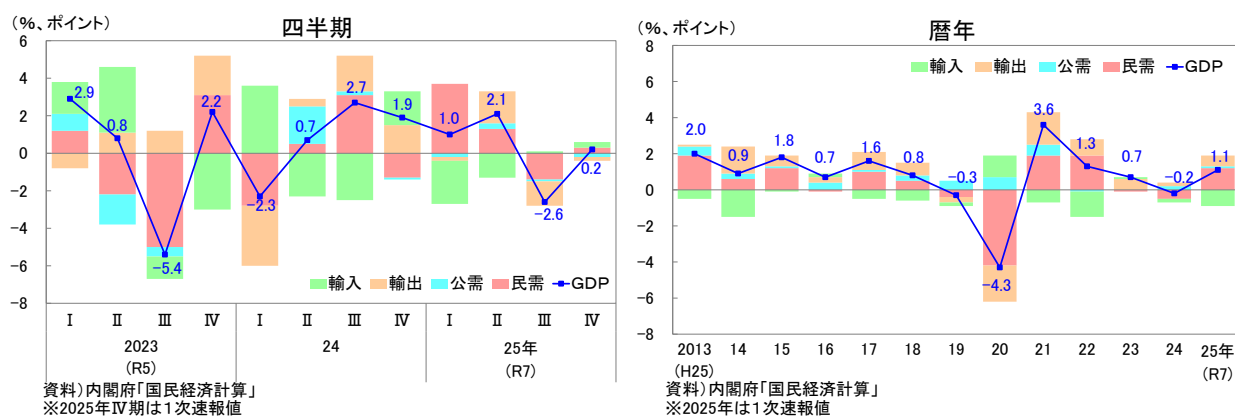 (%、ポイント)
四半期
6
4
2
0
−2
−4
−6
−8
2.9
0.8
−5.4
2.2
−2.3
0.7
2.7
1.9
1.0
2.1
−2.6
0.2
輸入 輸出 公需 民需 GDP
Ⅰ Ⅱ Ⅲ Ⅳ Ⅰ Ⅱ Ⅲ Ⅳ Ⅰ Ⅱ Ⅲ Ⅳ
2023 24 25年
(R5) (R7)
資料)内閣府「国民経済計算」
※2025年Ⅳ期は1次速報値
(%、ポイント)
暦年
8
6
4
2
0
−2
−4
−6
−8
輸入 輸出 公需 民需 GDP
2.0
0.9
1.8
0.7
1.6
0.8
−0.3
−4.3
3.6
1.3
0.7
−0.2
1.1
2013 14 15 16 17 18 19 20 21 22 23 24 25年
(H25) (R7)
資料)内閣府「国民経済計算」
※2025年は1次速報値